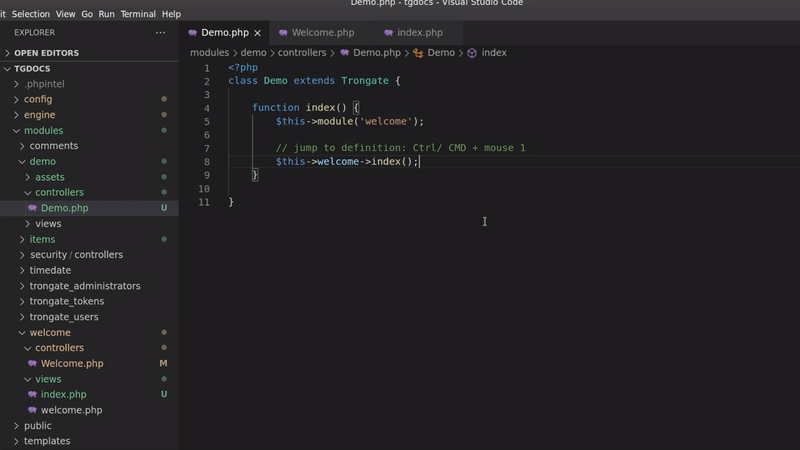 Demo.php - tgdocs - Visual Studio Code
it Selection View Go Run Terminal Help
EXPLORER ...
OPEN EDITORS
TGDOCS
.phpintel
config
engine
modules
comments
demo
assets
controllers
Demo.php U
views
items
security / controllers
timedate
trongate_administrators
trongate_tokens
trongate_users
welcome
controllers
Welcome.php M
views
index.php U
welcome.php
public
templates
Demo.php Welcome.php index.php
modules > demo > controllers > Demo.php > Demo > index
1 <?php
2 class Demo extends Trongate {
3
4 function index() {
5 $this->module('welcome');
6
7 // jump to definition: Ctrl/ CMD + mouse 1
8 $this->welcome->index();
9 }
10
11 }